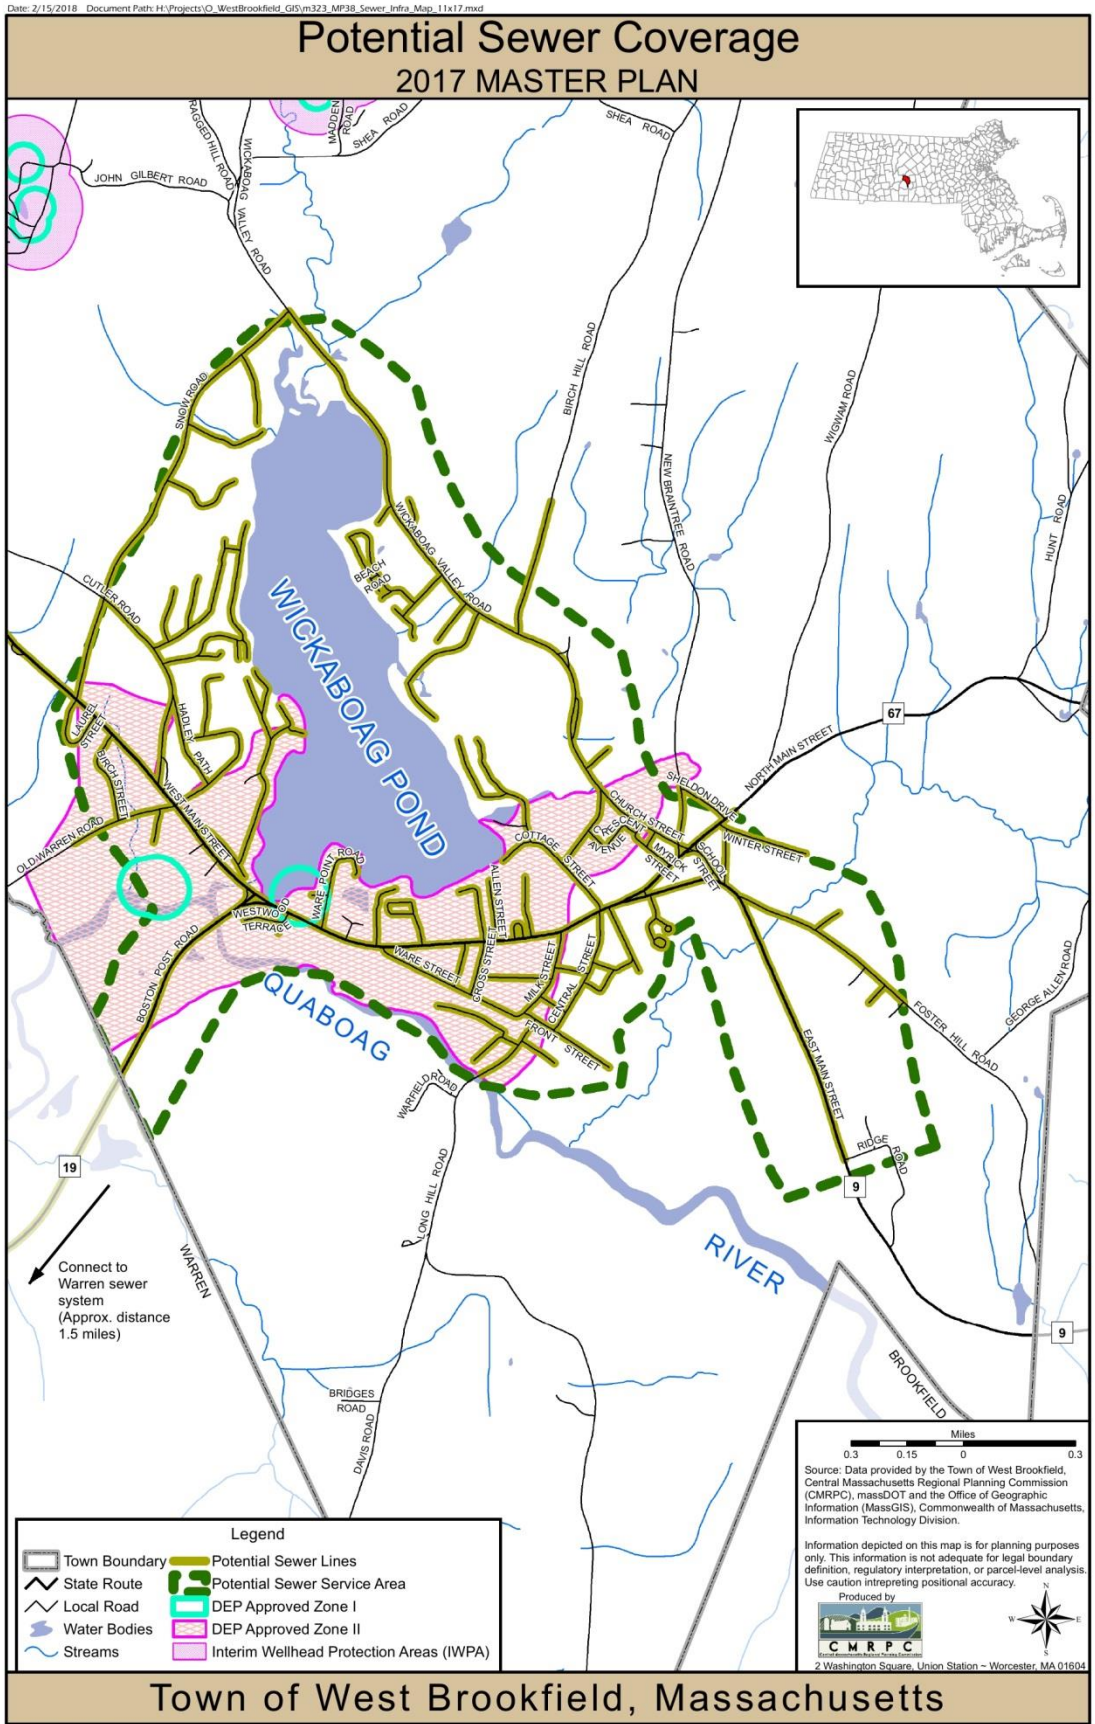 Date: 2/15/2018 Document Path: H:\Projects\O_WestBrookfield_GIS\m323_MP38_Sewer_Infra_Map_11x17.mxd
Potential Sewer Coverage
2017 MASTER PLAN
RAGGED HILL ROAD
WICKABOAG VALLEY ROAD
MADDEN
ROAD
SHEA ROAD
SHEA ROAD
JOHN GILBERT ROAD
SNOW ROAD
BIRCH HILL ROAD
WIGWAM ROAD
NEW BRAINTREE ROAD
HUNT ROAD
WICKABOAG VALLEY ROAD
BEACH
ROAD
CUTLER ROAD
WICKABOAG POND
LAUREL
STREET
HADLEY PATH
BIRCH STREET
WEST MAIN STREET
OLD WARREN ROAD
67
NORTH MAIN STREET
SHELDON DRIVE
CHURCH STREET
CRESCENT
AVENUE
MYRICK
STREET
SCHOOL
STREET
WINTER STREET
COTTAGE STREET
ALLEN STREET
WARE POINT ROAD
WESTWOOD
TERRACE
BOSTON POST ROAD
WARE STREET
CROSS STREET
MILK STREET
CENTRAL STREET
FRONT STREET
QUABOAG
WARFIELD ROAD
LONG HILL ROAD
EAST MAIN STREET
FOSTER HILL ROAD
GEORGE ALLEN ROAD
RIDGE
ROAD
9
19
RIVER
WARREN
Connect to
Warren sewer
system
(Approx. distance
1.5 miles)
9
BROOKFIELD
BRIDGES
ROAD
DAVIS ROAD
Miles
0.3 0.15 0 0.3
Source: Data provided by the Town of West Brookfield,
Central Massachusetts Regional Planning Commission
(CMRPC), massDOT and the Office of Geographic
Information (MassGIS), Commonwealth of Massachusetts,
Information Technology Division.
Information depicted on this map is for planning purposes
only. This information is not adequate for legal boundary
definition, regulatory interpretation, or parcel-level analysis.
Use caution intrepreting positional accuracy.
Produced by
CMRPC
Central Massachusetts Regional Planning Commission
N
W E
S
2 Washington Square, Union Station ~ Worcester, MA 01604
Legend
Town Boundary
State Route
Local Road
Water Bodies
Streams
Potential Sewer Lines
Potential Sewer Service Area
DEP Approved Zone I
DEP Approved Zone II
Interim Wellhead Protection Areas (IWPA)
Town of West Brookfield, Massachusetts